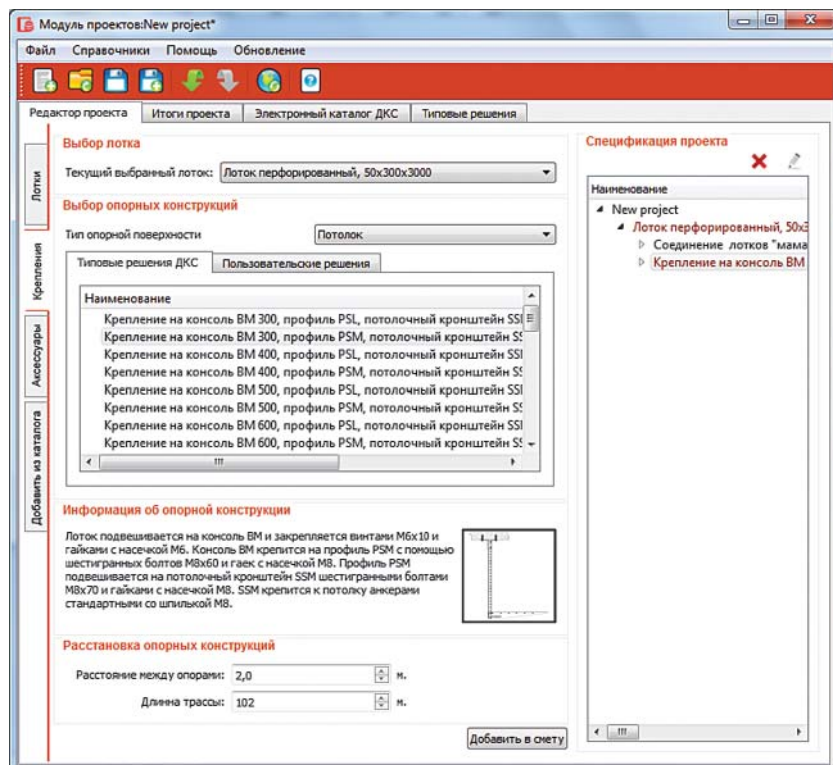 Модуль проектов:New project*
Файл Справочники Помощь Обновление
Редактор проекта Итоги проекта Электронный каталог ДКС Типовые решения
Лотки
Крепления
Аксессуары
Добавить из каталога
Выбор лотка
Текущий выбранный лоток: Лоток перфорированный, 50x300x3000
Выбор опорных конструкций
Тип опорной поверхности Потолок
Типовые решения ДКС Пользовательские решения
Наименование
Крепление на консоль BM 300, профиль PSL, потолочный кронштейн SSM
Крепление на консоль BM 300, профиль PSM, потолочный кронштейн SS
Крепление на консоль BM 400, профиль PSL, потолочный кронштейн SSI
Крепление на консоль BM 400, профиль PSM, потолочный кронштейн SS
Крепление на консоль BM 500, профиль PSL, потолочный кронштейн SSI
Крепление на консоль BM 500, профиль PSM, потолочный кронштейн SS
Крепление на консоль BM 600, профиль PSL, потолочный кронштейн SSI
Крепление на консоль BM 600, профиль PSM, потолочный кронштейн SS
Информация об опорной конструкции
Лоток подвешивается на консоль BM и закрепляется винтами M6x10 и
гайками с насечкой M6. Консоль BM крепится на профиль PSM с помощью
шестигранных болтов M8x60 и гаек с насечкой M8. Профиль PSM
подвешивается на потолочный кронштейн SSM шестигранными болтами
M8x70 и гайками с насечкой M8. SSM крепится к потолку анкерами
стандартными со шпилькой M8.
Расстановка опорных конструкций
Расстояние между опорами: 2,0 м.
Длинна трассы: 102 м.
Добавить в смету
Спецификация проекта
Наименование
New project
Лоток перфорированный, 50x3
Соединение лотков "мама
Крепление на консоль BM